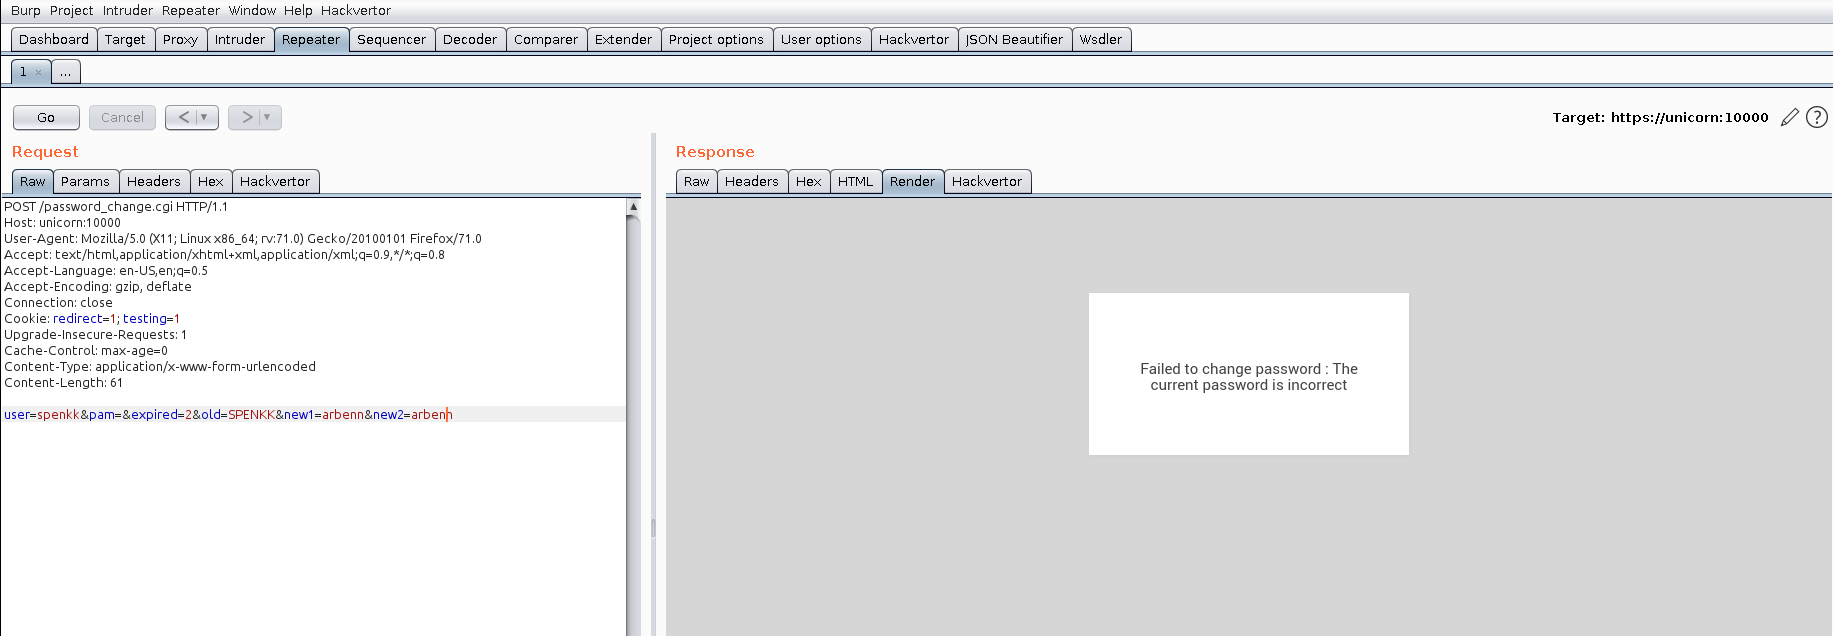 Burp Project Intruder Repeater Window Help Hackvertor
Dashboard Target Proxy Intruder Repeater Sequencer Decoder Comparer Extender Project options User options Hackvertor JSON Beautifier Wsdler
1 × ...
Go Cancel < ▼ > ▼ Target: https://unicorn:10000 ?
Request
Raw Params Headers Hex Hackvertor
POST /password_change.cgi HTTP/1.1
Host: unicorn:10000
User-Agent: Mozilla/5.0 (X11; Linux x86_64; rv:71.0) Gecko/20100101 Firefox/71.0
Accept: text/html,application/xhtml+xml,application/xml;q=0.9,*/*;q=0.8
Accept-Language: en-US,en;q=0.5
Accept-Encoding: gzip, deflate
Connection: close
Cookie: redirect=1; testing=1
Upgrade-Insecure-Requests: 1
Cache-Control: max-age=0
Content-Type: application/x-www-form-urlencoded
Content-Length: 61
user=spenkk&pam=&expired=2&old=SPENKK&new1=arbenn&new2=arbenn
Response
Raw Headers Hex HTML Render Hackvertor
Failed to change password : The
current password is incorrect